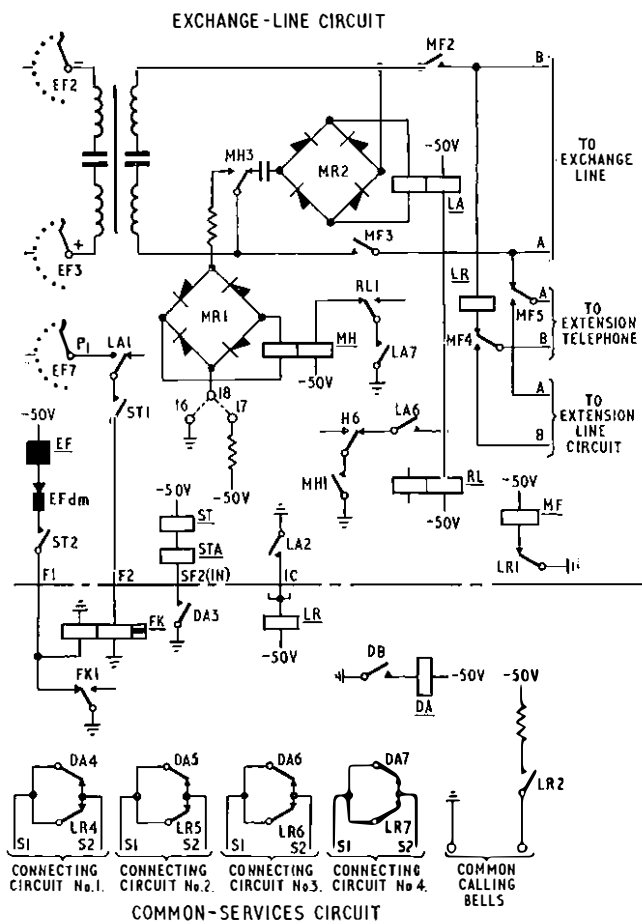 EXCHANGE-LINE CIRCUIT
EF2
=
MF2
B
MH3
MR2
-50V
LA
TO
EXCHANGE
LINE
EF3
+
MF3
A
LR
MF5
A
MF4
B
TO
EXTENSION
TELEPHONE
MR1
RL1
MH
-50V
LA7
EF7
P1
LA1
ST1
16
18
17
-50V
A
B
TO
EXTENSION
LINE
CIRCUIT
-50V
EF
EFdm
ST2
H6
LA6
MH1
RL
-50V
-50V
MF
LR1
-50V
ST
STA
LA2
F1
F2
SF2(IN)
1C
FK
DA3
LR
-50V
FK1
DB
DA
-50V
-50V
LR2
DA4
LR4
S1
S2
DA5
LR5
S1
S2
DA6
LR6
S1
S2
DA7
LR7
S1
S2
CONNECTING
CIRCUIT No.1.
CONNECTING
CIRCUIT No.2.
CONNECTING
CIRCUIT No.3.
CONNECTING
CIRCUIT No 4.
COMMON
CALLING
BELLS
COMMON-SERVICES CIRCUIT